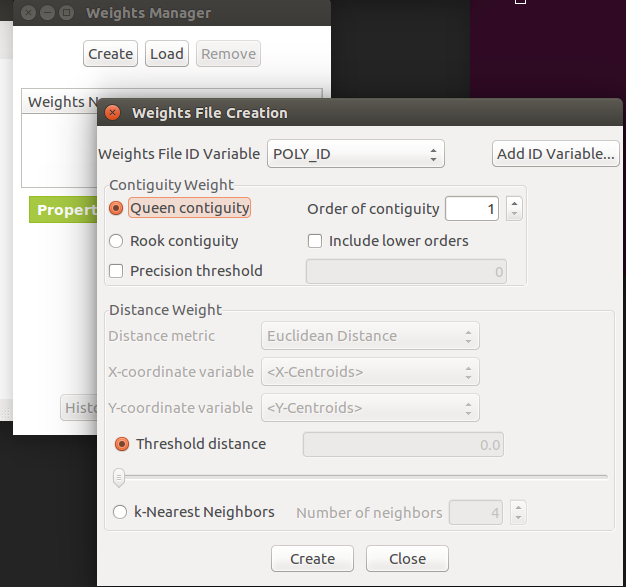 Weights Manager
Create Load Remove
Weights N
Weights File Creation
Weights File ID Variable POLY_ID Add ID Variable...
Contiguity Weight
Propert
Queen contiguity Order of contiguity 1
Rook contiguity Include lower orders
Precision threshold 0
Distance Weight
Distance metric Euclidean Distance
X-coordinate variable <X-Centroids>
Y-coordinate variable <Y-Centroids>
Histo
Threshold distance 0.0
k-Nearest Neighbors Number of neighbors 4
Create Close